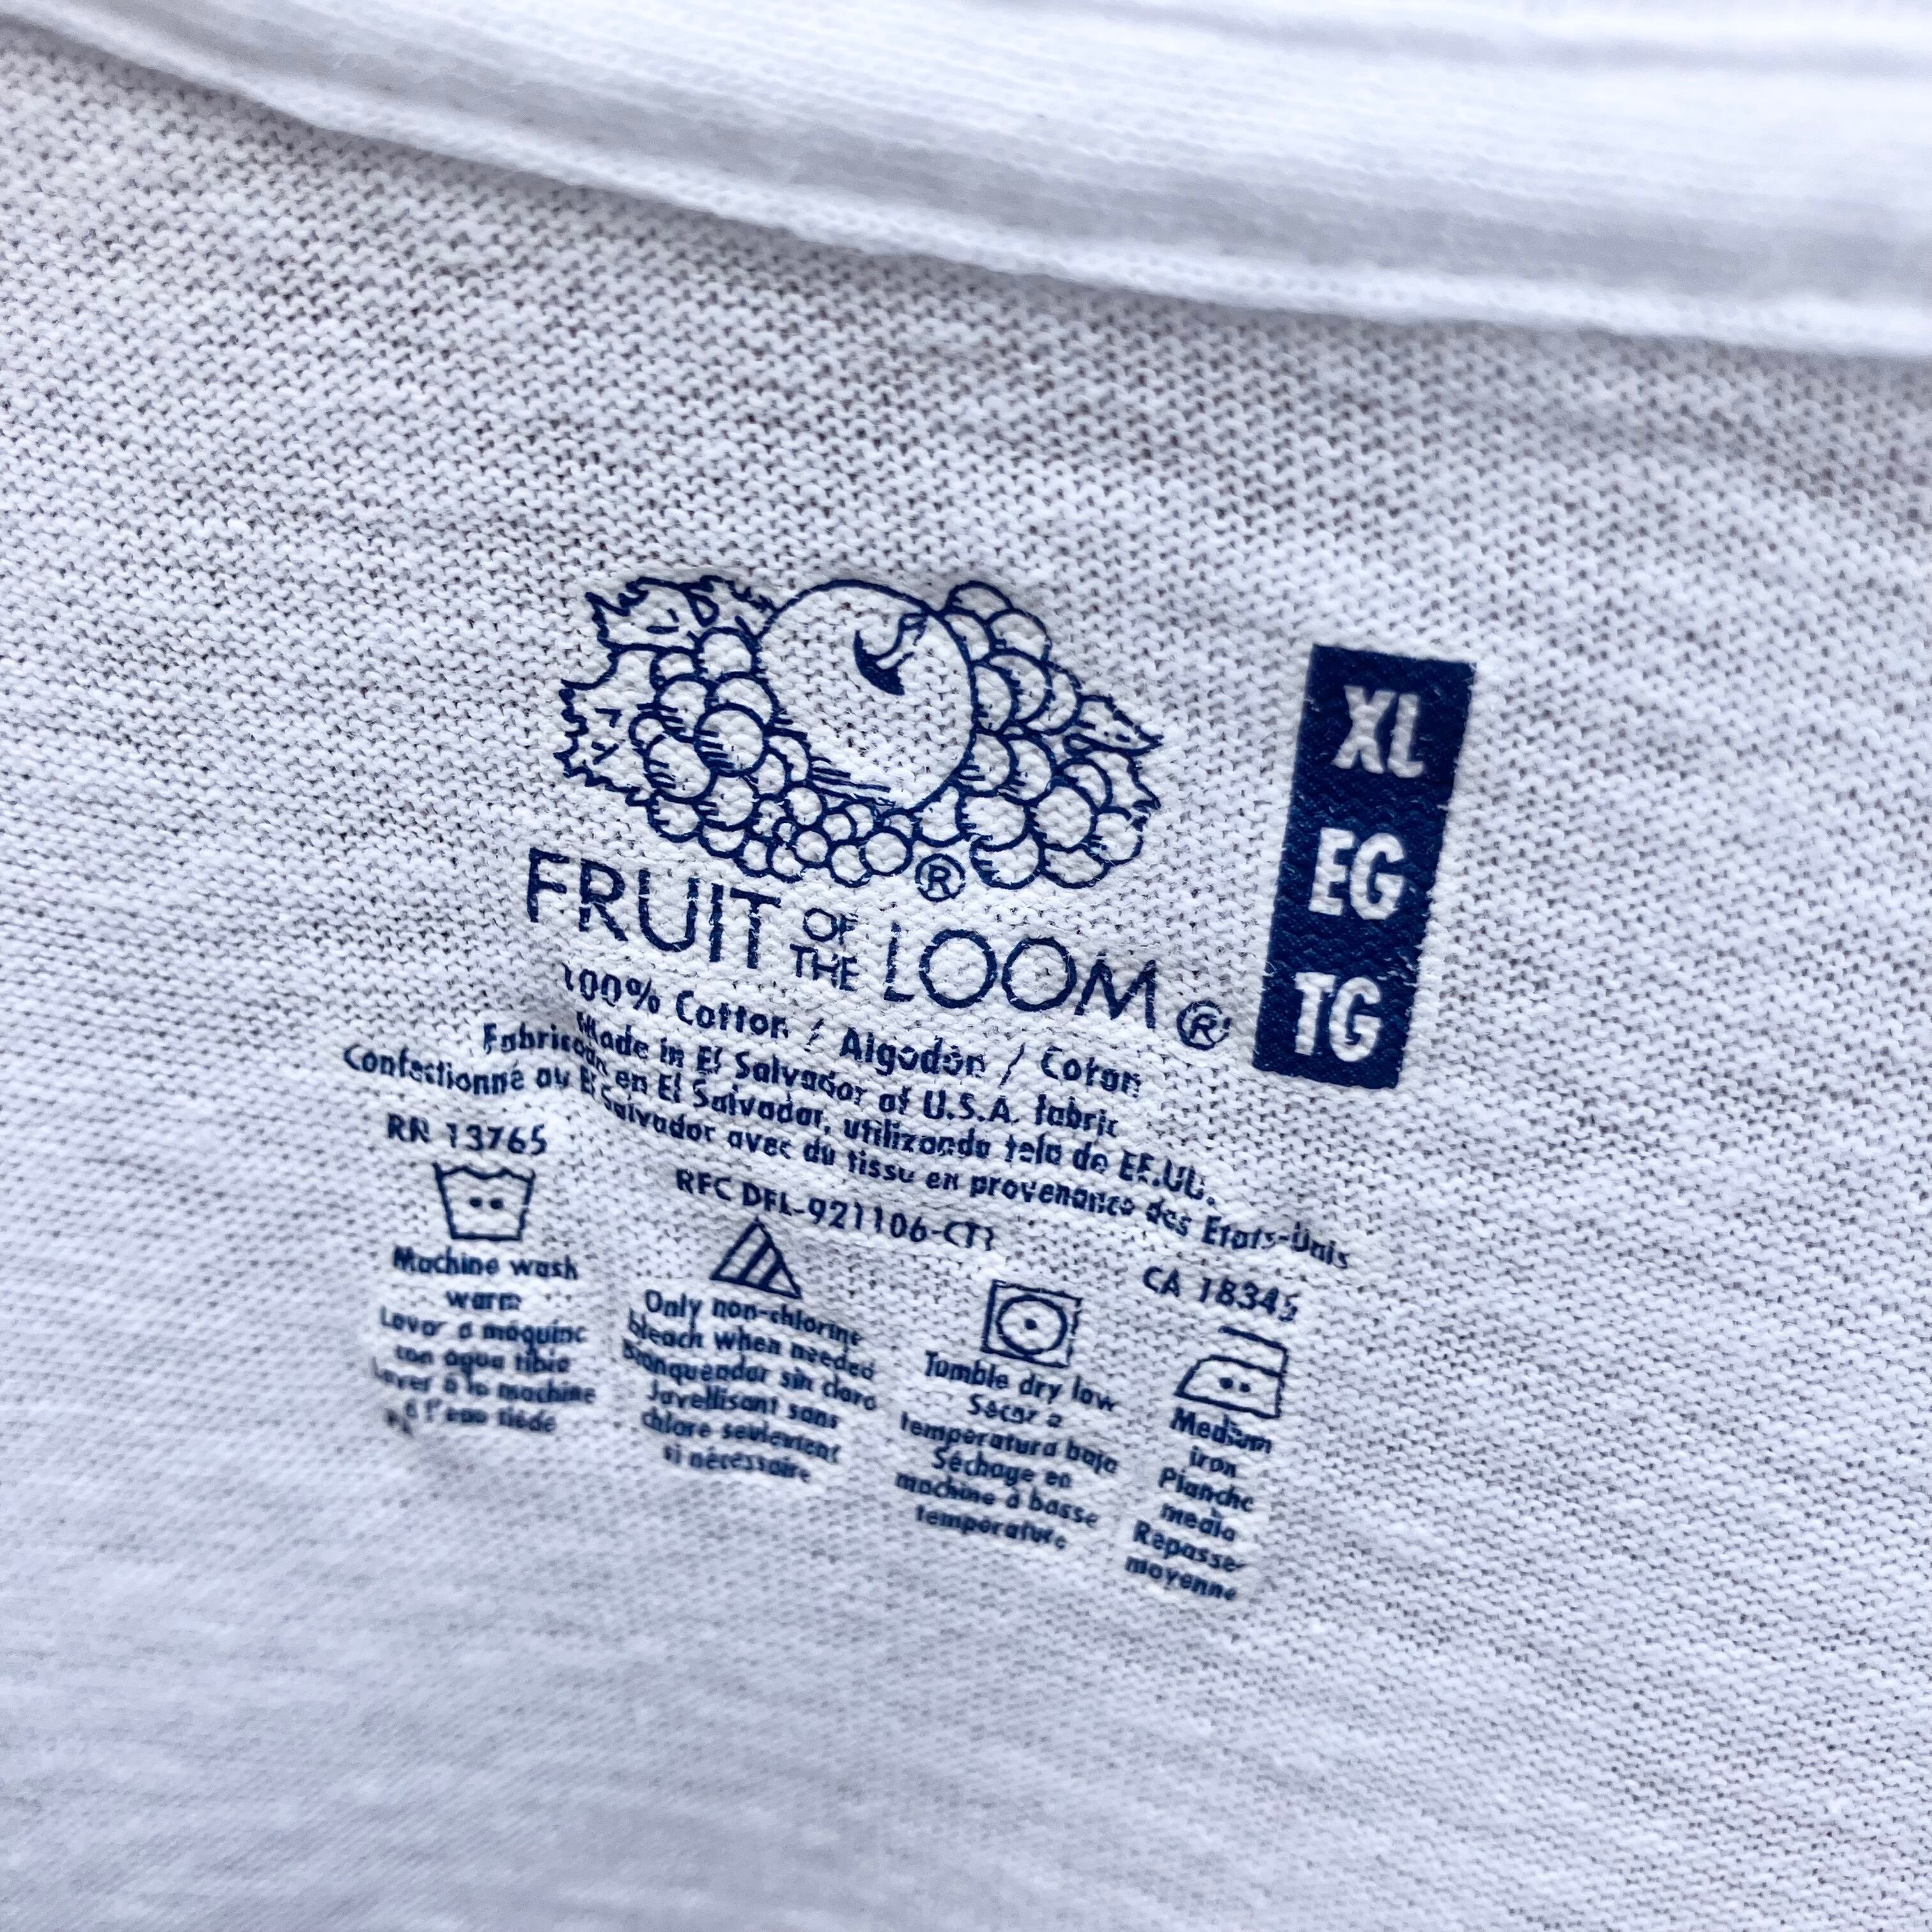 FRUIT OF THE LOOM®
XL
EG
TG
100% Cotton / Algodón / Coton
Made in El Salvador of U.S.A. fabric
Fabricado en El Salvador, utilizando tela de EE.UU.
Confectionné au El Salvador avec du tissu en provenance des Etats-Unis
RN 13765
RFC DFL-921106-CT1
CA 18345
Machine wash
warm
Lavar a máquina
con agua tibia
Laver à la machine
à l'eau tiède
Only non-chlorine
bleach when needed
Blanquendar sin cloro
Javellisant sans
chlore seulement
si nécessaire
Tumble dry low
Secar a
temperatura baja
Séchage en
machine à basse
température
Medium
iron
Planche
media
Repasser
moyenne